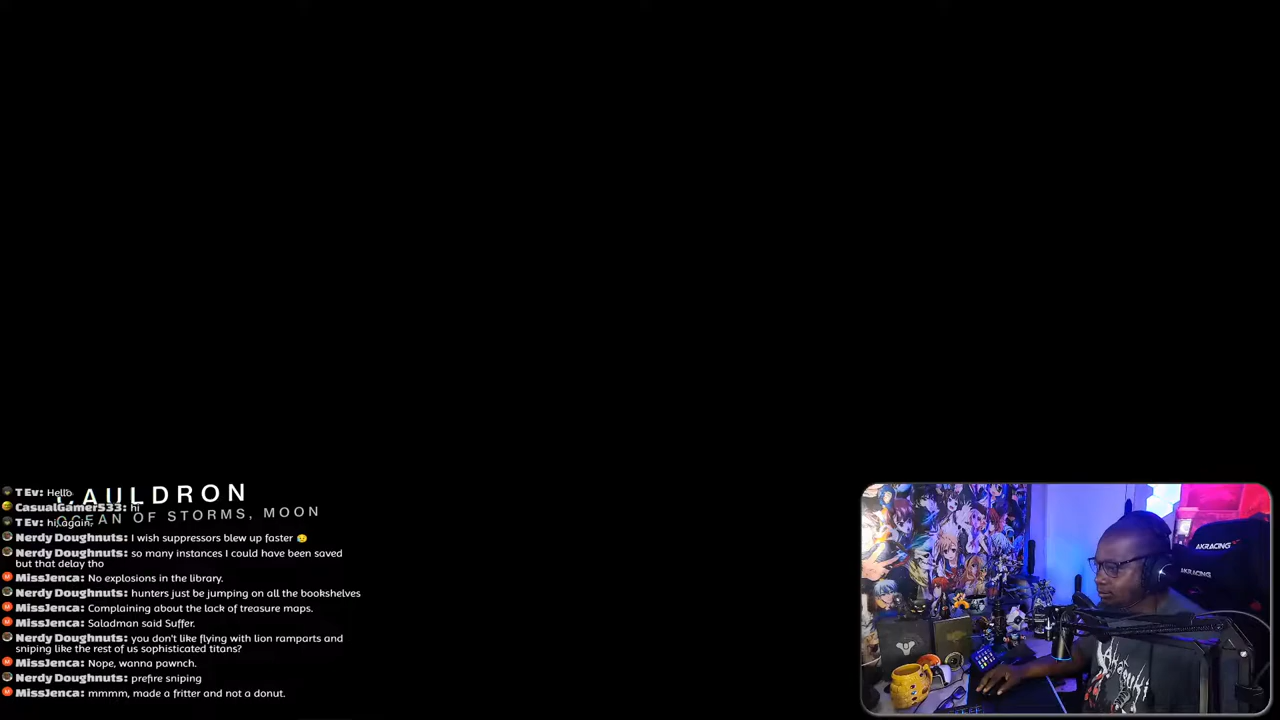 CAULDRON
OCEAN OF STORMS, MOON
T Ev: Hello
CasualGamer533: hi
T Ev: hi, again,
Nerdy Doughnuts: I wish suppressors blew up faster 😥
Nerdy Doughnuts: so many instances I could have been saved
but that delay tho
MissJenca: No explosions in the library.
Nerdy Doughnuts: hunters just be jumping on all the bookshelves
MissJenca: Complaining about the lack of treasure maps.
MissJenca: Saladman said Suffer.
Nerdy Doughnuts: you don't like flying with lion ramparts and
sniping like the rest of us sophisticated titans?
MissJenca: Nope, wanna pawnch.
Nerdy Doughnuts: prefire sniping
MissJenca: mmmm, made a fritter and not a donut.
AKRACING
AKRACING
Akatsuki